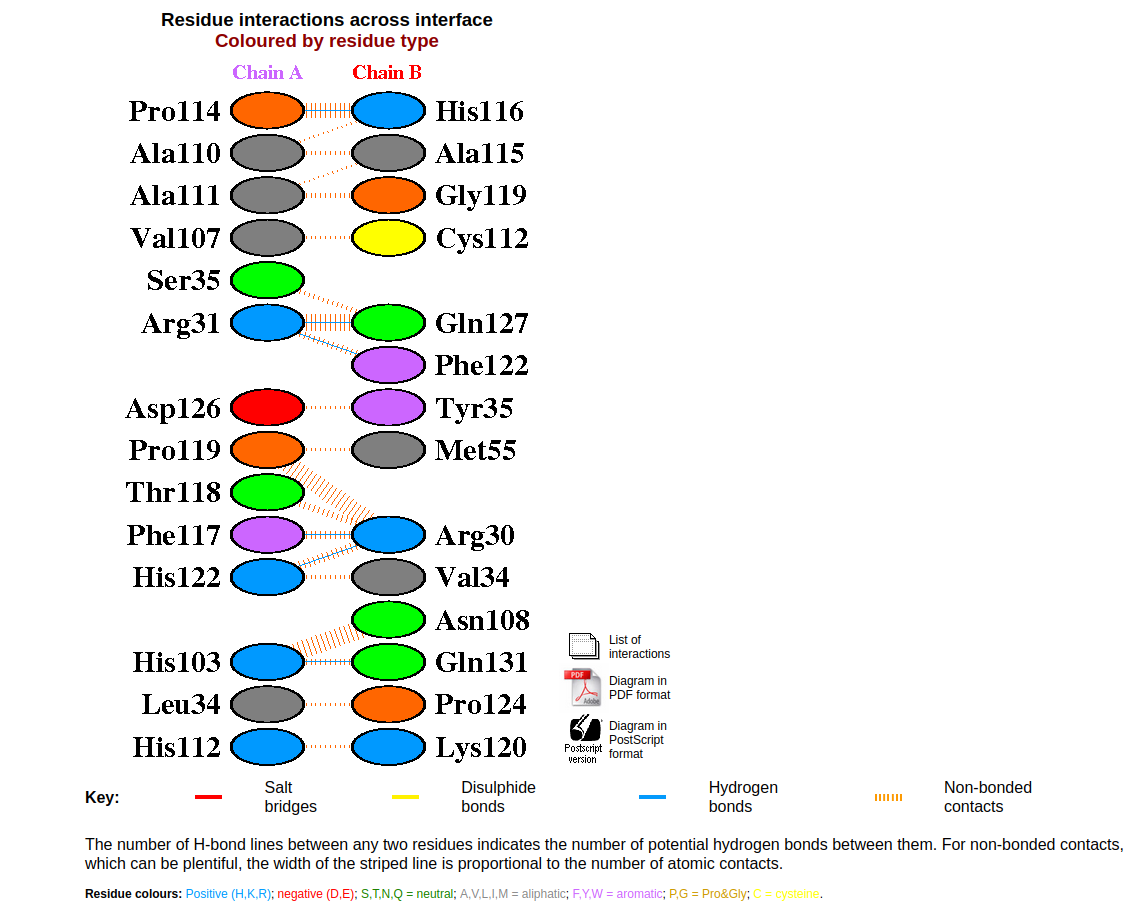 Residue interactions across interface
Coloured by residue type
Chain A Chain B
Pro114 His116
Ala110 Ala115
Ala111 Gly119
Val107 Cys112
Ser35
Arg31 Gln127
Phe122
Asp126 Tyr35
Pro119 Met55
Thr118
Phe117 Arg30
His122 Val34
Asn108
His103 Gln131
Leu34 Pro124
His112 Lys120
List of
interactions
PDF
Adobe
Diagram in
PDF format
Postscript
version
Diagram in
PostScript
format
Key:
Salt
bridges
Disulphide
bonds
Hydrogen
bonds
Non-bonded
contacts
The number of H-bond lines between any two residues indicates the number of potential hydrogen bonds between them. For non-bonded contacts,
which can be plentiful, the width of the striped line is proportional to the number of atomic contacts.
Residue colours: Positive (H,K,R); negative (D,E); S,T,N,Q = neutral; A,V,L,I,M = aliphatic; F,Y,W = aromatic; P,G = Pro&Gly; C = cysteine.